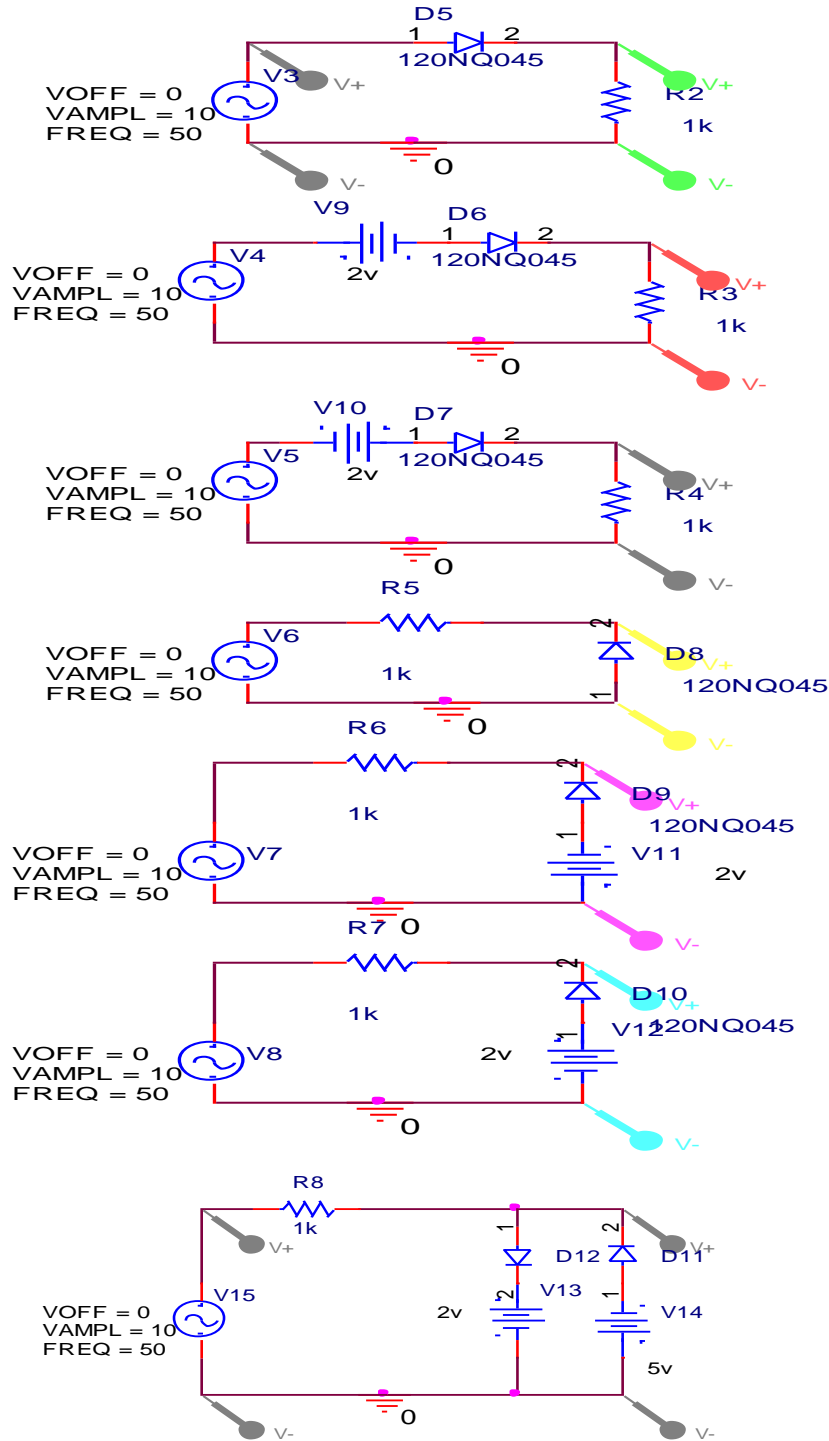 D5
1 2
120NQ045
V3
V+ V+
VOFF = 0
VAMPL = 10
FREQ = 50
R2
1k
0
V- V-
V9
D6
1 2
120NQ045
V4
2v
VOFF = 0
VAMPL = 10
FREQ = 50
V+
R3
1k
0
V-
V10
D7
1 2
120NQ045
V5
2v
VOFF = 0
VAMPL = 10
FREQ = 50
V+
R4
1k
0
V-
R5
V6
2
VOFF = 0
VAMPL = 10
FREQ = 50
1k
D8
V+
120NQ045
1
0
V-
R6
2
D9
V+
1k
120NQ045
1
VOFF = 0
VAMPL = 10
FREQ = 50
V7
V11
2v
0
V-
R7
2
D10
V+
1k
120NQ045
1
V12
VOFF = 0
VAMPL = 10
FREQ = 50
V8
2v
0
V-
R8
1k
V+
1
2
V+
D12
D11
V15
2
V13
1
VOFF = 0
VAMPL = 10
FREQ = 50
2v
V14
5v
0
V- V-